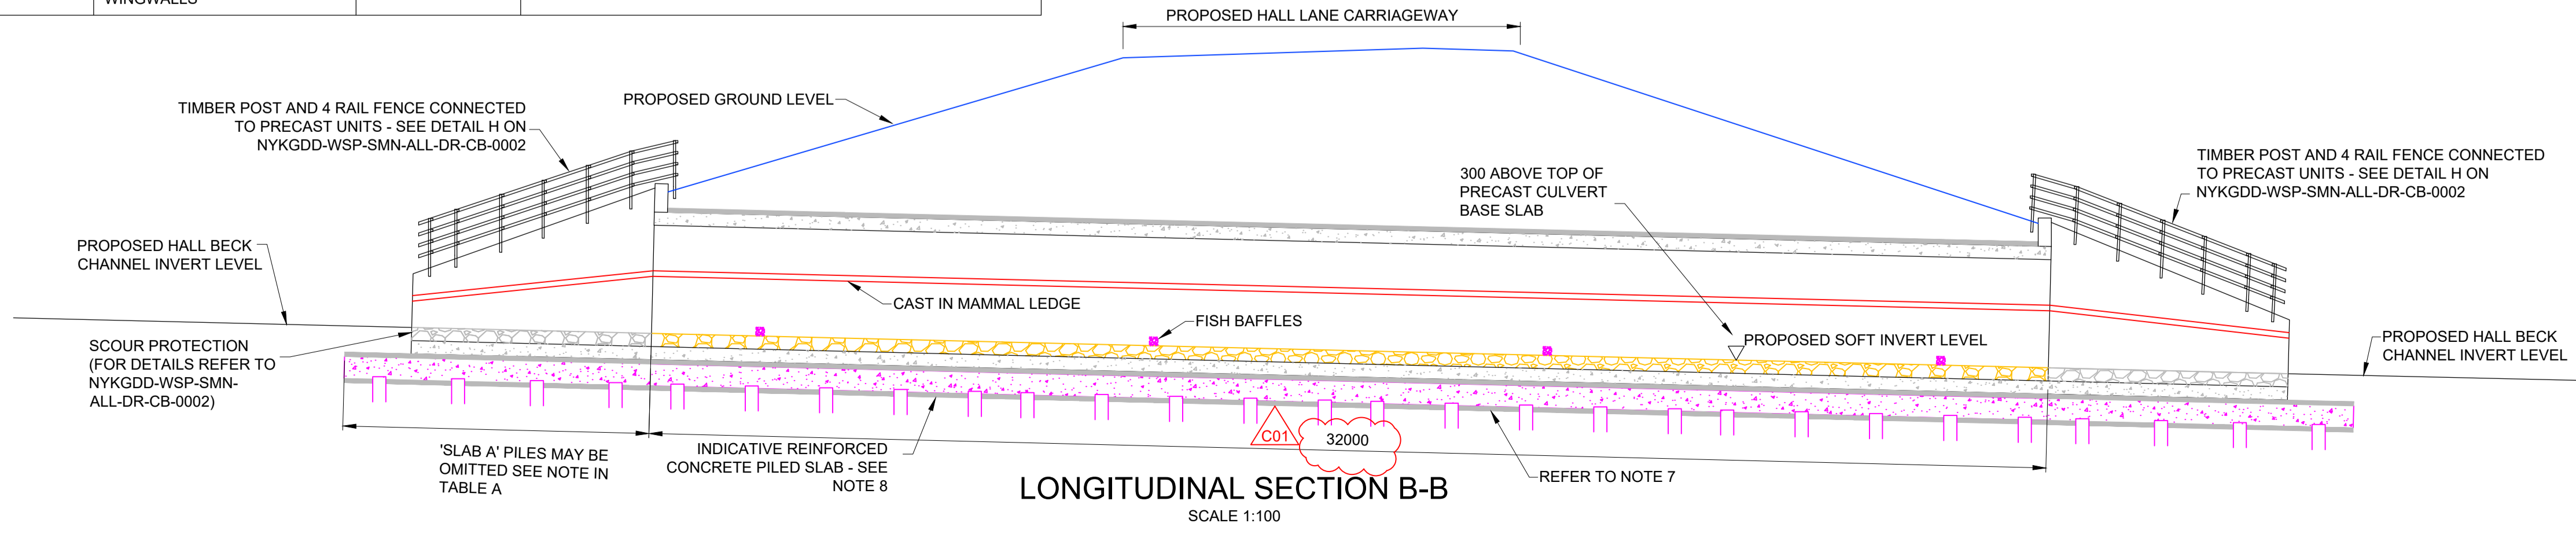 WINGWALLS
PROPOSED HALL LANE CARRIAGEWAY
TIMBER POST AND 4 RAIL FENCE CONNECTED
TO PRECAST UNITS - SEE DETAIL H ON
NYKGDD-WSP-SMN-ALL-DR-CB-0002
PROPOSED GROUND LEVEL
300 ABOVE TOP OF
PRECAST CULVERT
BASE SLAB
TIMBER POST AND 4 RAIL FENCE CONNECTED
TO PRECAST UNITS - SEE DETAIL H ON
NYKGDD-WSP-SMN-ALL-DR-CB-0002
PROPOSED HALL BECK
CHANNEL INVERT LEVEL
CAST IN MAMMAL LEDGE
FISH BAFFLES
PROPOSED SOFT INVERT LEVEL
PROPOSED HALL BECK
CHANNEL INVERT LEVEL
SCOUR PROTECTION
(FOR DETAILS REFER TO
NYKGDD-WSP-SMN-
ALL-DR-CB-0002)
'SLAB A' PILES MAY BE
OMITTED SEE NOTE IN
TABLE A
INDICATIVE REINFORCED
CONCRETE PILED SLAB - SEE
NOTE 8
C01
32000
REFER TO NOTE 7
LONGITUDINAL SECTION B-B
SCALE 1:100